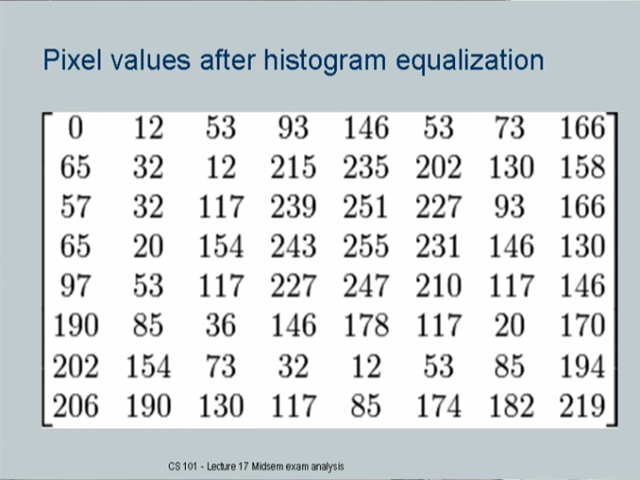 Pixel values after histogram equalization
0 12 53 93 146 53 73 166
65 32 12 215 235 202 130 158
57 32 117 239 251 227 93 166
65 20 154 243 255 231 146 130
97 53 117 227 247 210 117 146
190 85 36 146 178 117 20 170
202 154 73 32 12 53 85 194
206 190 130 117 85 174 182 219
CS 101 - Lecture 17 Midsem exam analysis